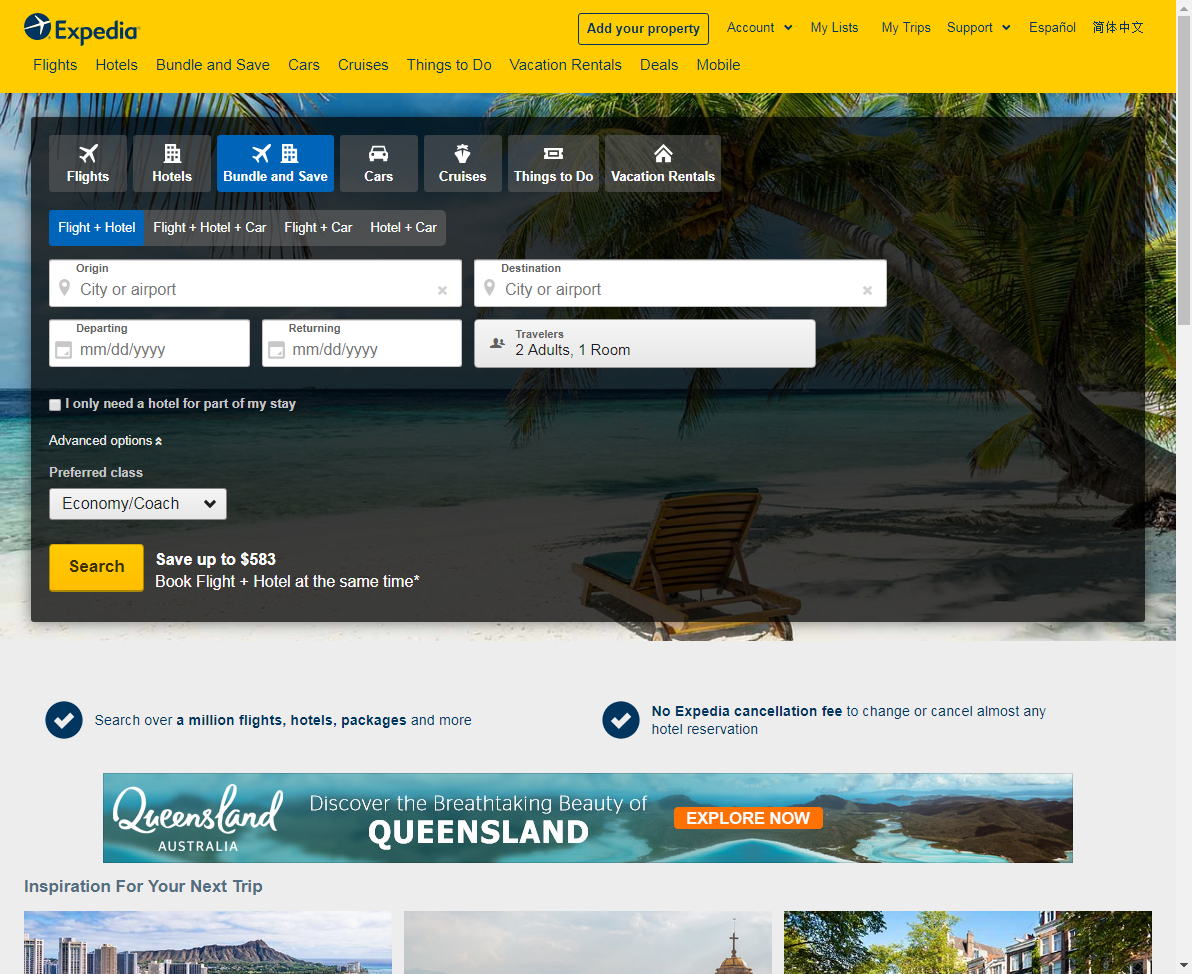 Expedia
Add your property
Account
My Lists
My Trips
Support
Español
简体中文
Flights
Hotels
Bundle and Save
Cars
Cruises
Things to Do
Vacation Rentals
Deals
Mobile
Flights
Hotels
Bundle and Save
Cars
Cruises
Things to Do
Vacation Rentals
Flight + Hotel
Flight + Hotel + Car
Flight + Car
Hotel + Car
Origin
City or airport
Destination
City or airport
Departing
mm/dd/yyyy
Returning
mm/dd/yyyy
Travelers
2 Adults, 1 Room
I only need a hotel for part of my stay
Advanced options
Preferred class
Economy/Coach
Search
Save up to $583
Book Flight + Hotel at the same time*
Search over a million flights, hotels, packages and more
No Expedia cancellation fee to change or cancel almost any
hotel reservation
Queensland
AUSTRALIA
Discover the Breathtaking Beauty of
QUEENSLAND
EXPLORE NOW
Inspiration For Your Next Trip